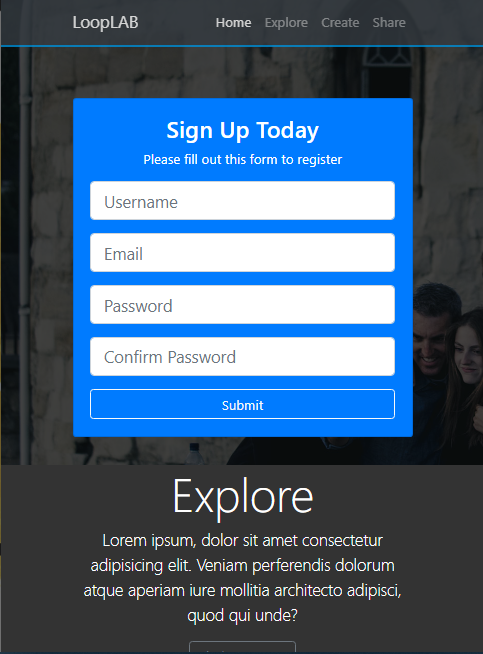 LoopLAB Home Explore Create Share
Sign Up Today
Please fill out this form to register
Username
Email
Password
Confirm Password
Submit
Explore
Lorem ipsum, dolor sit amet consectetur
adipisicing elit. Veniam perferendis dolorum
atque aperiam iure mollitia architecto adipisci,
quod qui unde?